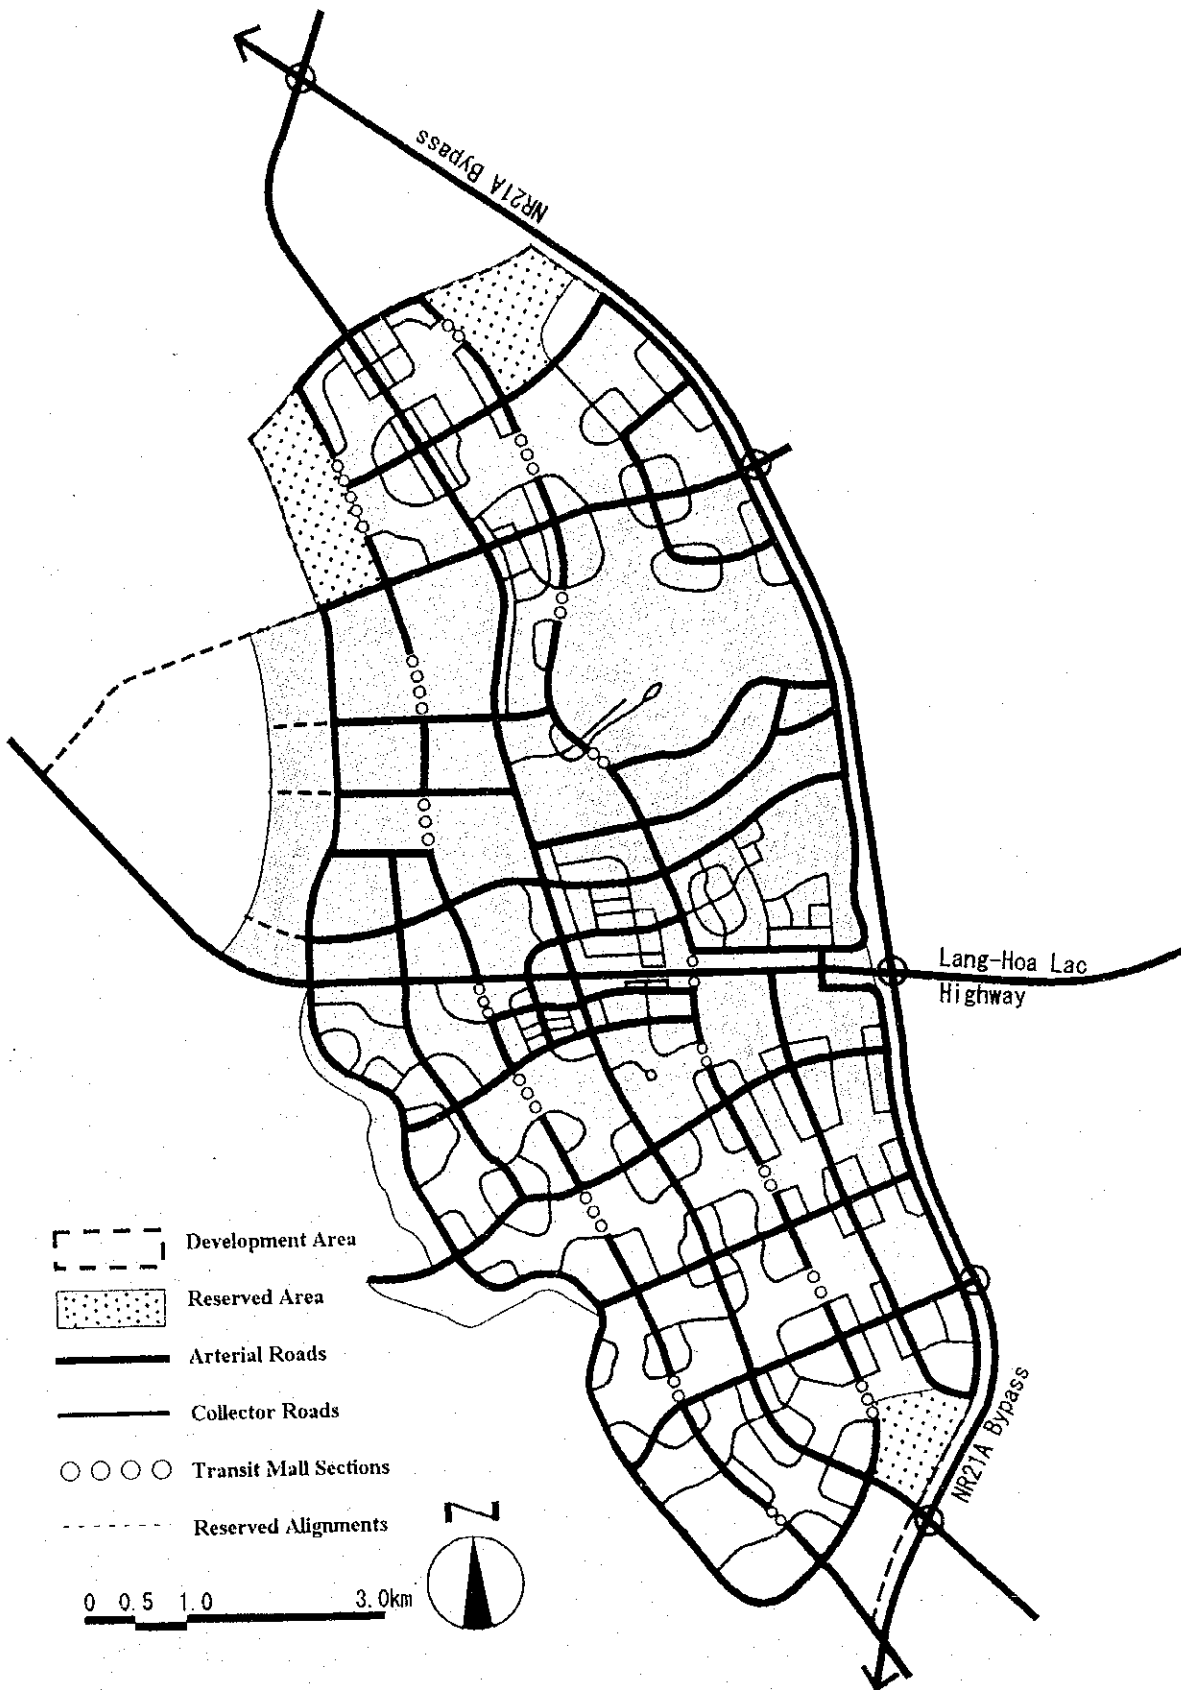 NR21A Bypass
Lang-Hoa Lac
Highway
Development Area
Reserved Area
Arterial Roads
Collector Roads
Transit Mall Sections
Reserved Alignments
NR21A Bypass
N
0 0.5 1.0 3.0km